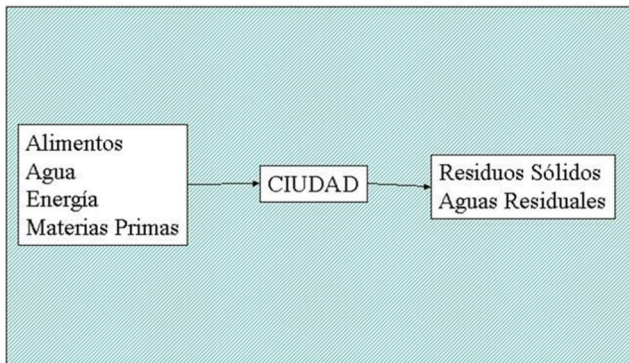 Alimentos
Agua
Energía
Materias Primas
CIUDAD
Residuos Sólidos
Aguas Residuales